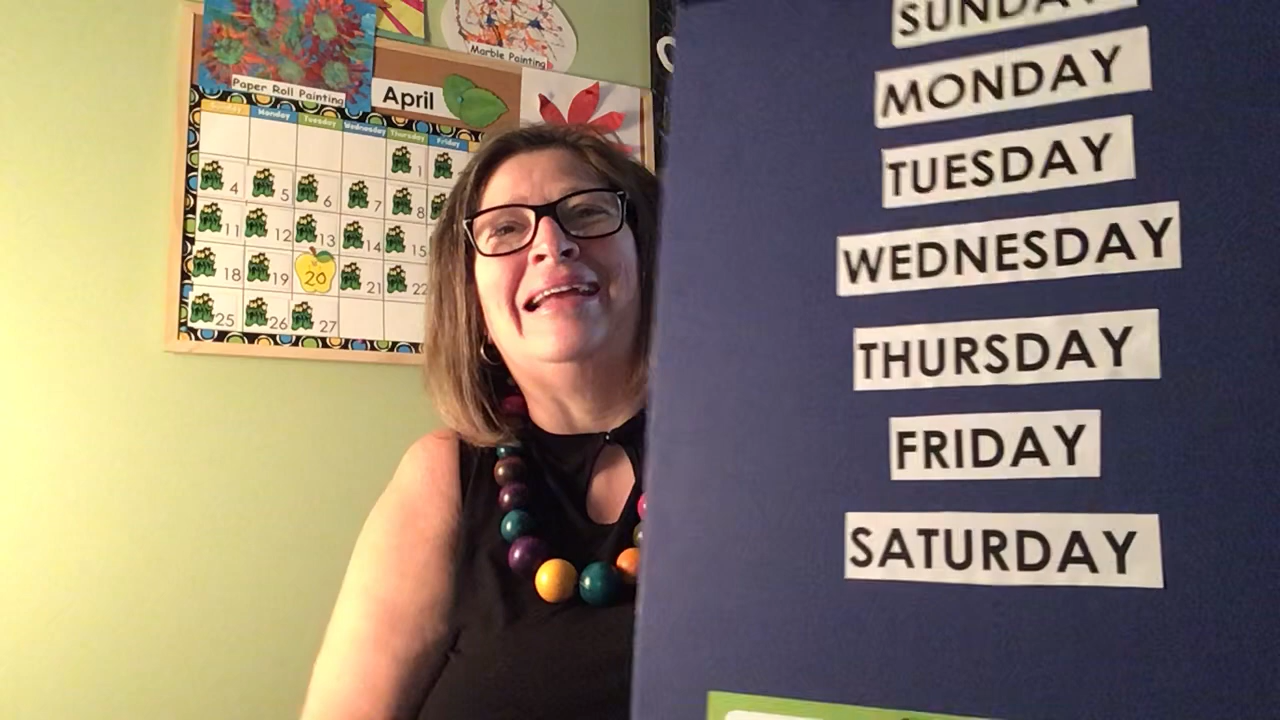 Paper Roll Painting
Marble Painting
April
Sunday Monday Tuesday Wednesday Thursday Friday
1
4 5 6 7 8
11 12 13 14 15
18 19 20 21 22
25 26 27
SUNDAY
MONDAY
TUESDAY
WEDNESDAY
THURSDAY
FRIDAY
SATURDAY